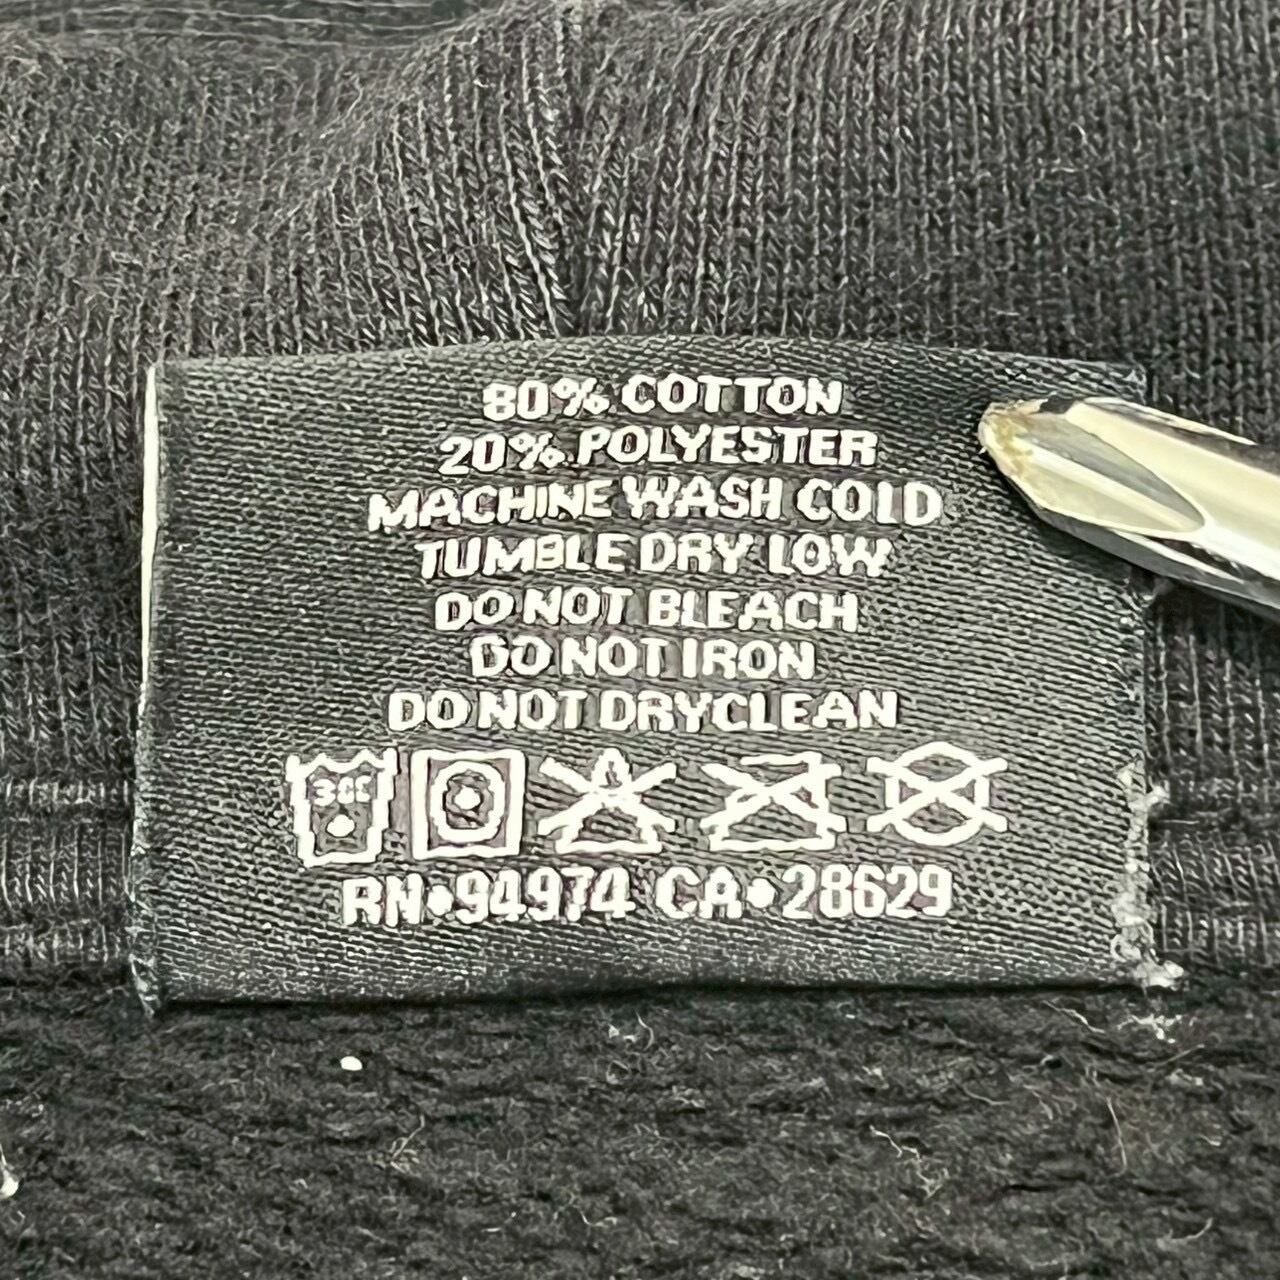 80% COTTON
20% POLYESTER
MACHINE WASH COLD
TUMBLE DRY LOW
DO NOT BLEACH
DO NOT IRON
DO NOT DRYCLEAN
30C
RN•94974 CA•28629